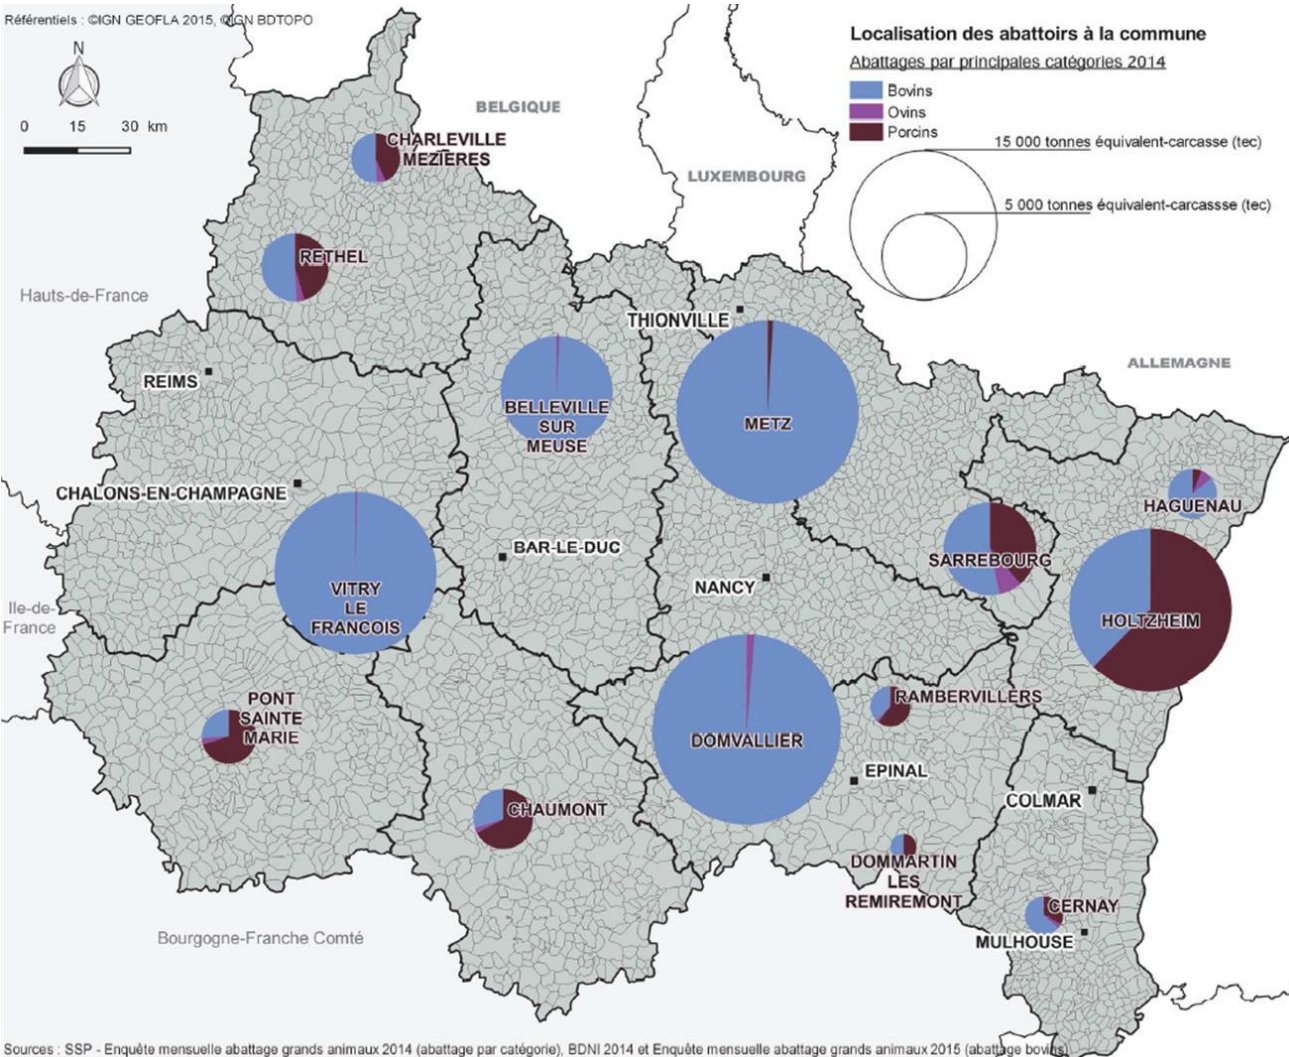 Référentiels : ©IGN GEOFLA 2015, ©IGN BDTOPO
N
0 15 30 km
Localisation des abattoirs à la commune
Abattages par principales catégories 2014
Bovins
Ovins
Porcins
15 000 tonnes équivalent-carcasse (tec)
5 000 tonnes équivalent-carcassse (tec)
BELGIQUE
LUXEMBOURG
ALLEMAGNE
Hauts-de-France
Ile-de-
France
Bourgogne-Franche Comté
CHARLEVILLE
MEZIERES
RETHEL
REIMS
CHALONS-EN-CHAMPAGNE
VITRY
LE
FRANCOIS
BELLEVILLE
SUR
MEUSE
BAR-LE-DUC
THIONVILLE
METZ
NANCY
SARREBOURG
HAGUENAU
HOLTZHEIM
PONT
SAINTE
MARIE
CHAUMONT
DOMVALLIER
RAMBERVILLERS
EPINAL
DOMMARTIN
LES
REMIREMONT
COLMAR
CERNAY
MULHOUSE
Sources : SSP - Enquête mensuelle abattage grands animaux 2014 (abattage par catégorie), BDNI 2014 et Enquête mensuelle abattage grands animaux 2015 (abattage bovins)